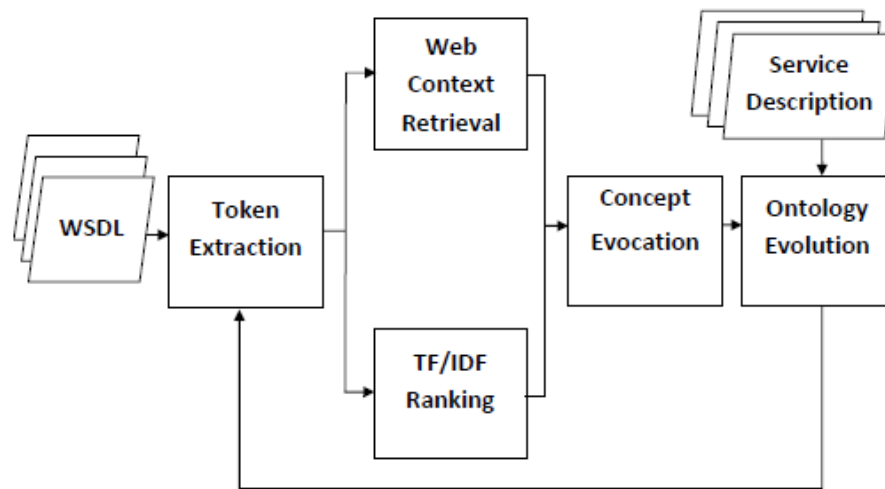 WSDL
Token
Extraction
Web
Context
Retrieval
TF/IDF
Ranking
Concept
Evocation
Service
Description
Ontology
Evolution